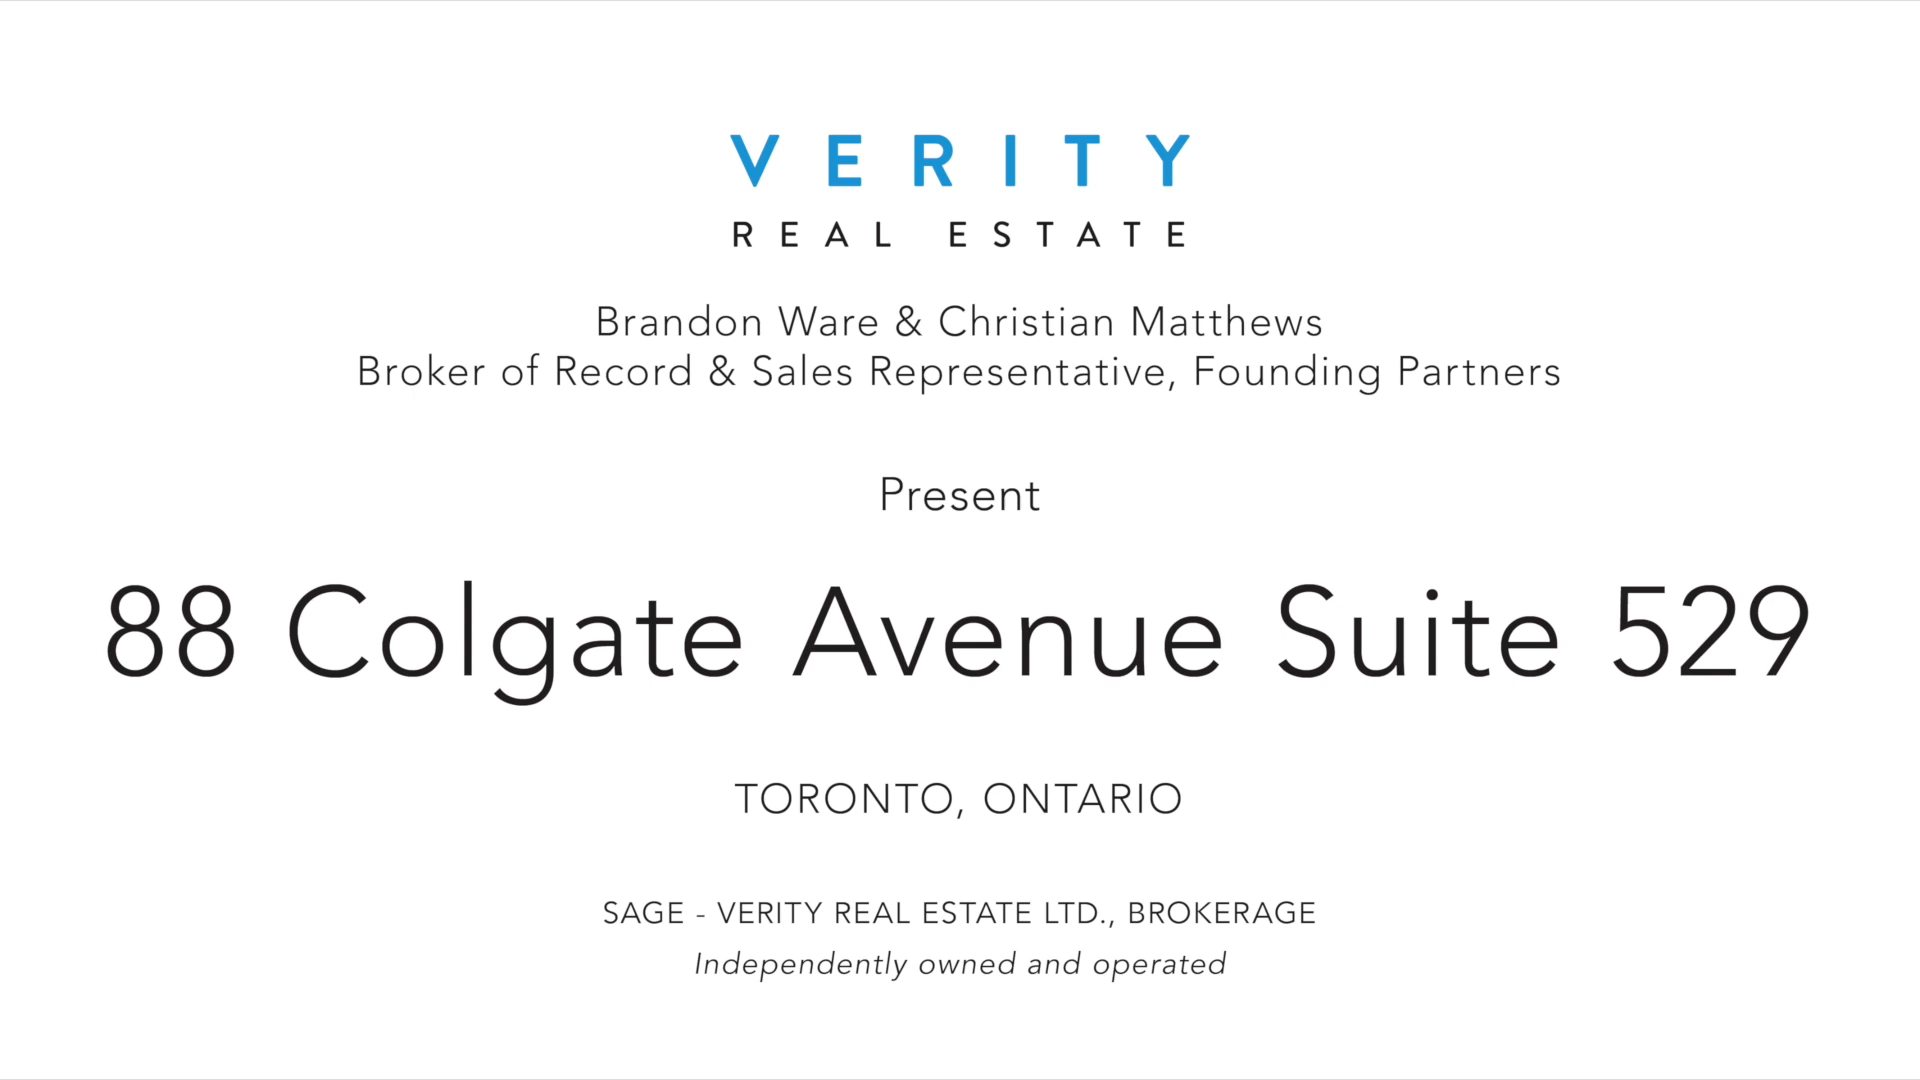 VERITY
REAL ESTATE
Brandon Ware & Christian Matthews
Broker of Record & Sales Representative, Founding Partners
Present
88 Colgate Avenue Suite 529
TORONTO, ONTARIO
SAGE - VERITY REAL ESTATE LTD., BROKERAGE
Independently owned and operated